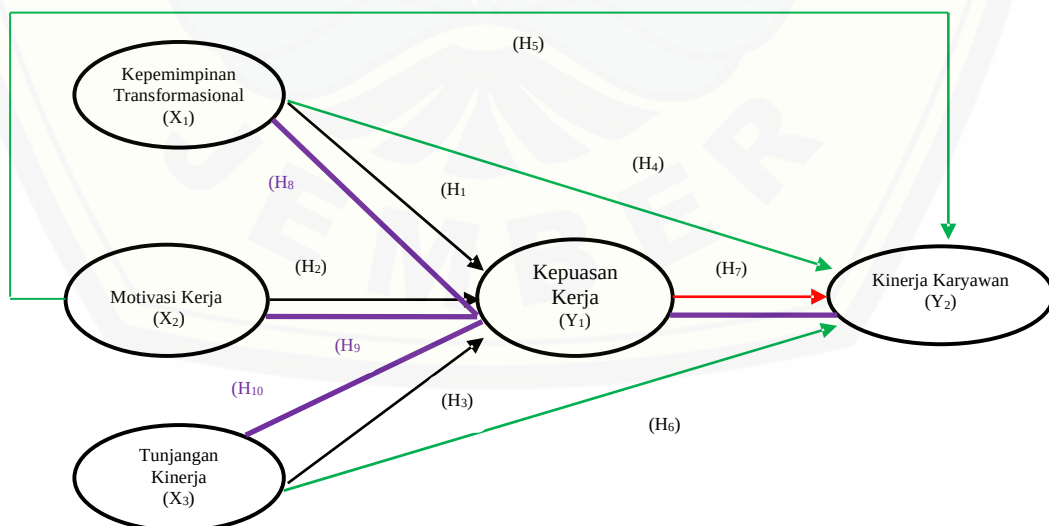 (H5)
Kepemimpinan
Transformasional
(X1)
(H4)
(H8
(H1
(H2)
Kepuasan
Kerja
(Y1)
(H7)
Kinerja Karyawan
(Y2)
Motivasi Kerja
(X2)
(H9
(H10
(H3)
(H6)
Tunjangan
Kinerja
(X3)